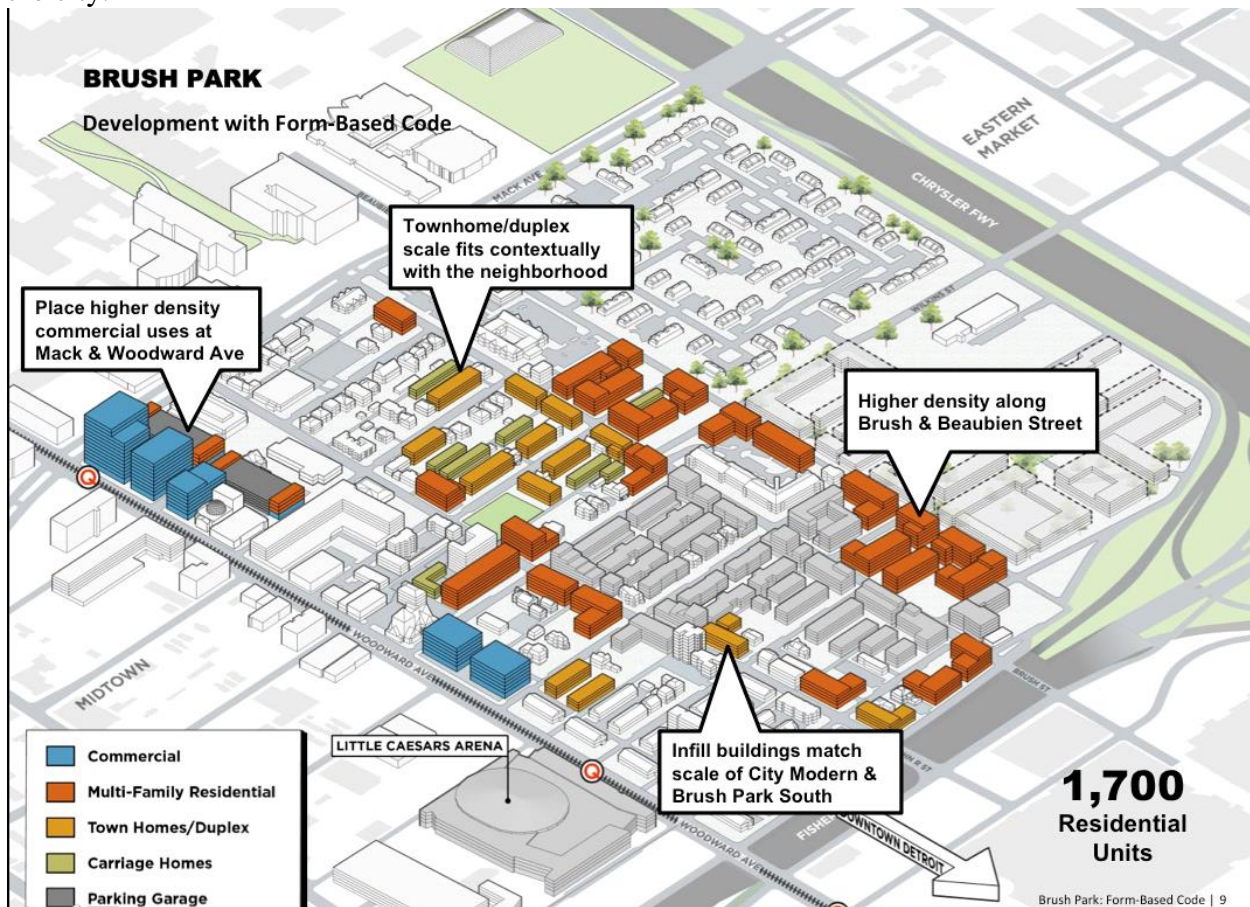 BRUSH PARK
Development with Form-Based Code
EASTERN
MARKET
CHRYSLER FWY
MACK AVE
Townhome/duplex
scale fits contextually
with the neighborhood
Place higher density
commercial uses at
Mack & Woodward Ave
WILKINS ST
Higher density along
Brush & Beaubien Street
Q
WOODWARD AVE
MIDTOWN
BRUSH ST
LITTLE CAESARS ARENA
Infill buildings match
scale of City Modern &
Brush Park South
Q
WOODWARD AVE
DOWNTOWN DETROIT
Commercial
Multi-Family Residential
Town Homes/Duplex
Carriage Homes
Parking Garage
1,700
Residential
Units
Brush Park: Form-Based Code | 9